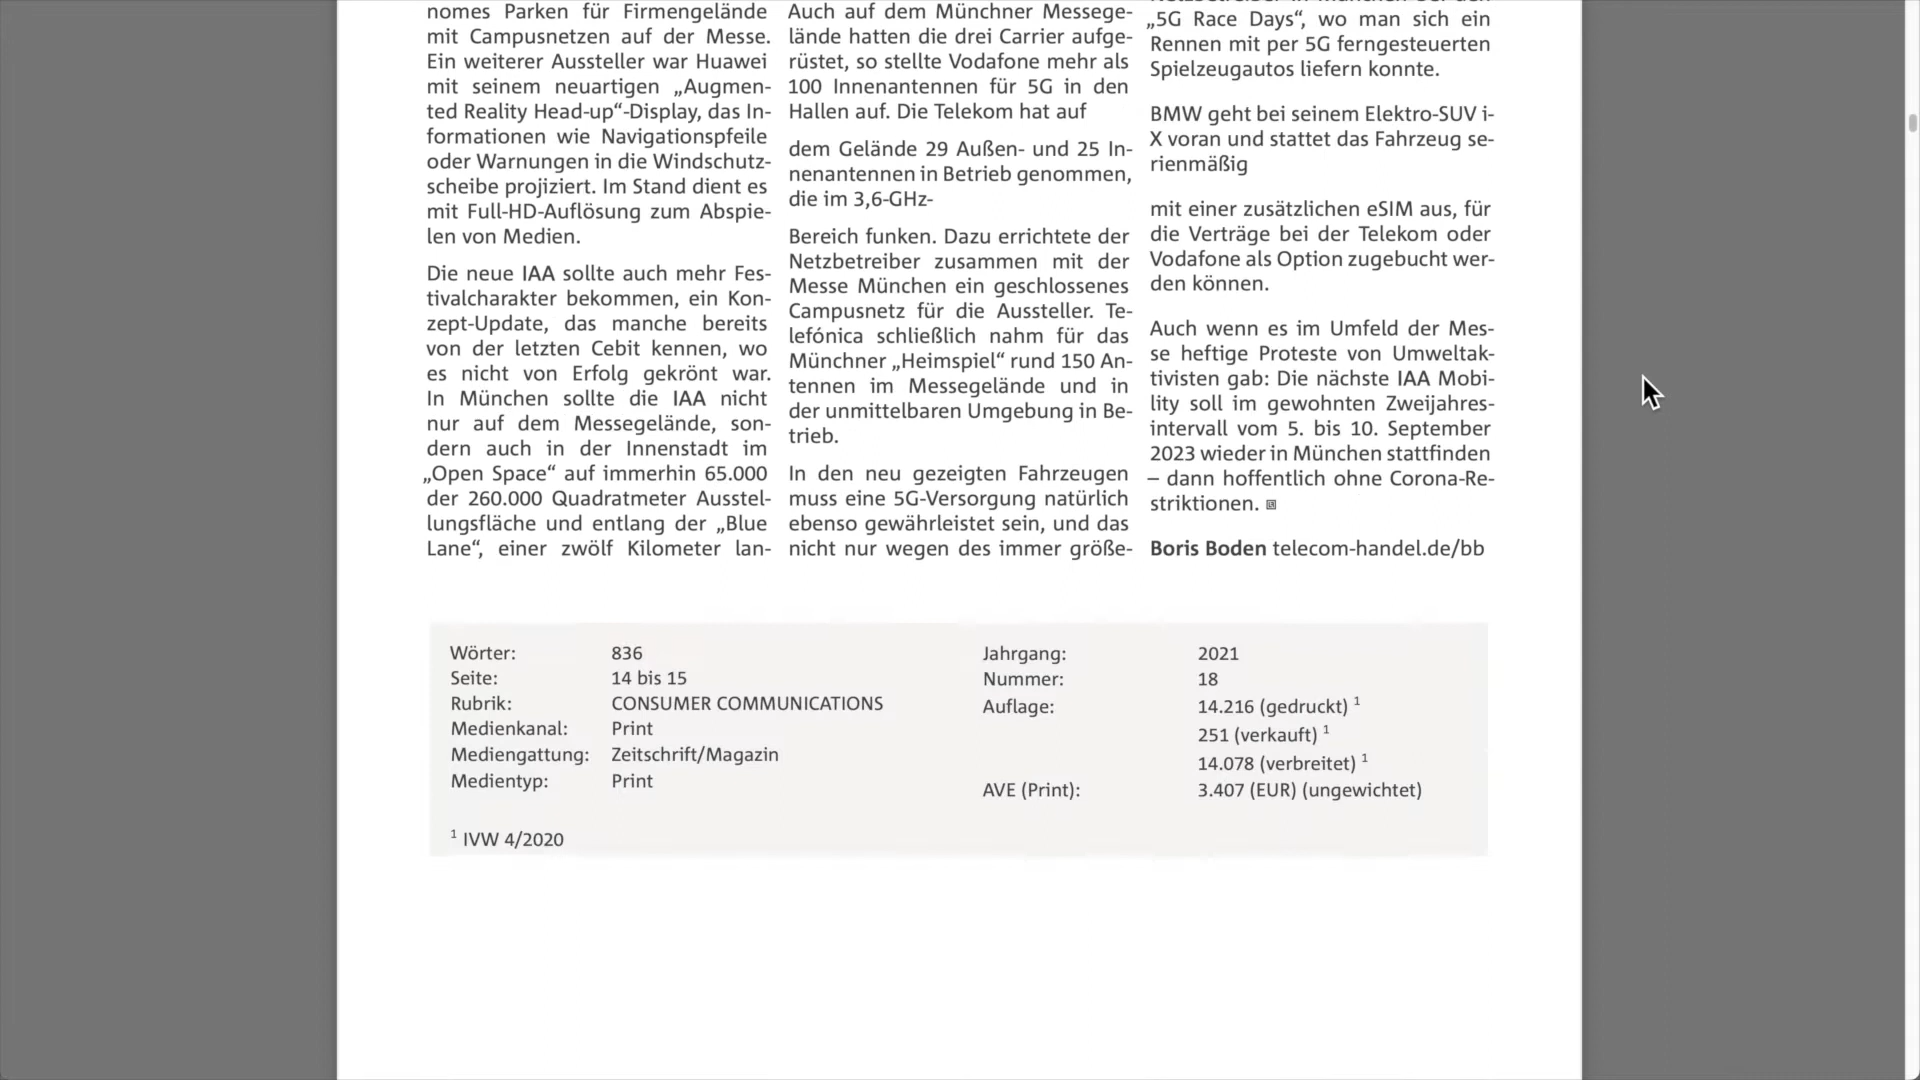 nomes Parken für Firmengelände
mit Campusnetzen auf der Messe.
Ein weiterer Aussteller war Huawei
mit seinem neuartigen „Augmen-
ted Reality Head-up“-Display, das In-
formationen wie Navigationspfeile
oder Warnungen in die Windschutz-
scheibe projiziert. Im Stand dient es
mit Full-HD-Auflösung zum Abspie-
len von Medien.
Die neue IAA sollte auch mehr Fes-
tivalcharakter bekommen, ein Kon-
zept-Update, das manche bereits
von der letzten Cebit kennen, wo
es nicht von Erfolg gekrönt war.
In München sollte die IAA nicht
nur auf dem Messegelände, son-
dern auch in der Innenstadt im
„Open Space“ auf immerhin 65.000
der 260.000 Quadratmeter Ausstel-
lungsfläche und entlang der „Blue
Lane“, einer zwölf Kilometer lan-
Auch auf dem Münchner Messege-
lände hatten die drei Carrier aufge-
rüstet, so stellte Vodafone mehr als
100 Innenantennen für 5G in den
Hallen auf. Die Telekom hat auf
dem Gelände 29 Außen- und 25 In-
nenantennen in Betrieb genommen,
die im 3,6-GHz-
Bereich funken. Dazu errichtete der
Netzbetreiber zusammen mit der
Messe München ein geschlossenes
Campusnetz für die Aussteller. Te-
lefónica schließlich nahm für das
Münchner „Heimspiel“ rund 150 An-
tennen im Messegelände und in
der unmittelbaren Umgebung in Be-
trieb.
In den neu gezeigten Fahrzeugen
muss eine 5G-Versorgung natürlich
ebenso gewährleistet sein, und das
nicht nur wegen des immer größe-
„5G Race Days“, wo man sich ein
Rennen mit per 5G ferngesteuerten
Spielzeugautos liefern konnte.
BMW geht bei seinem Elektro-SUV i-
X voran und stattet das Fahrzeug se-
rienmäßig
mit einer zusätzlichen eSIM aus, für
die Verträge bei der Telekom oder
Vodafone als Option zugebucht wer-
den können.
Auch wenn es im Umfeld der Mes-
se heftige Proteste von Umweltak-
tivisten gab: Die nächste IAA Mobi-
lity soll im gewohnten Zweijahres-
intervall vom 5. bis 10. September
2023 wieder in München stattfinden
– dann hoffentlich ohne Corona-Re-
striktionen.
Boris Boden telecom-handel.de/bb
Wörter: 836
Seite: 14 bis 15
Rubrik: CONSUMER COMMUNICATIONS
Medienkanal: Print
Mediengattung: Zeitschrift/Magazin
Medientyp: Print
Jahrgang: 2021
Nummer: 18
Auflage: 14.216 (gedruckt) ¹
251 (verkauft) ¹
14.078 (verbreitet) ¹
AVE (Print): 3.407 (EUR) (ungewichtet)
¹ IVW 4/2020